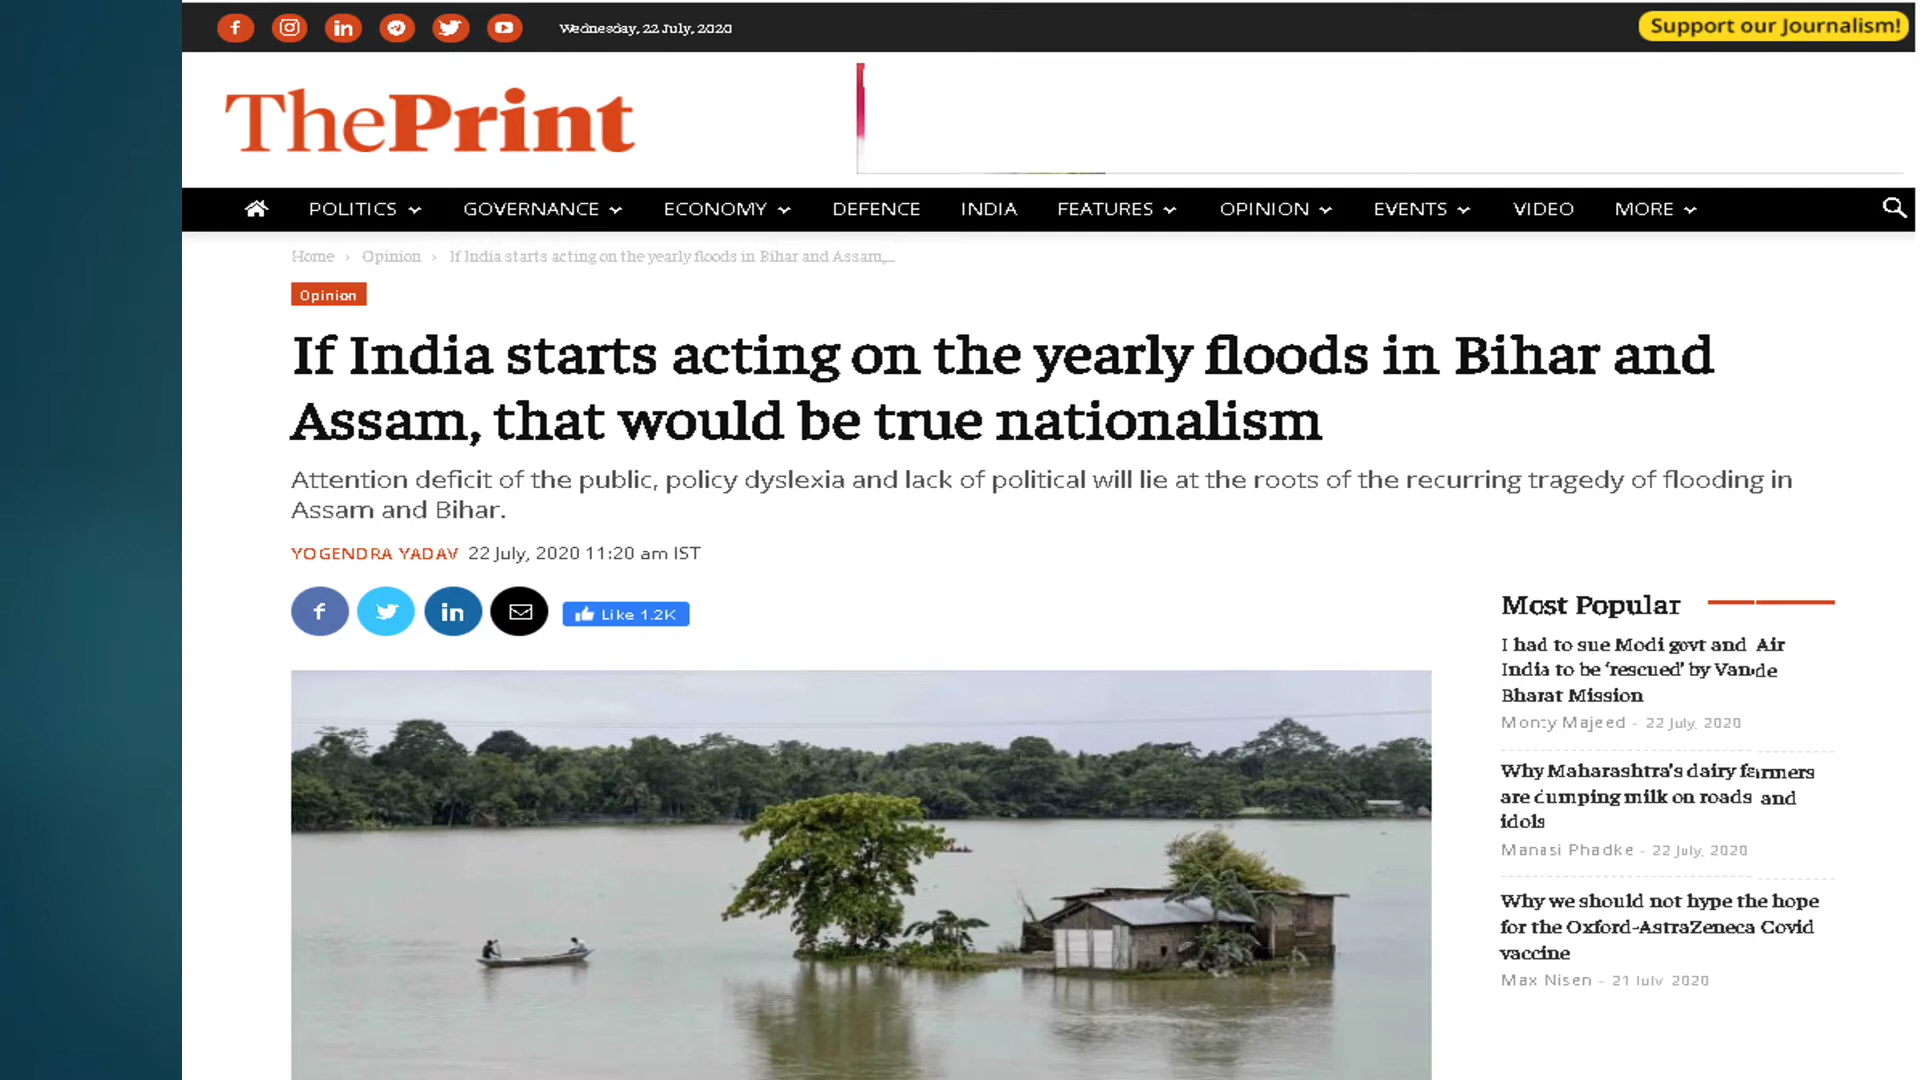 Wednesday, 22 July, 2020
Support our Journalism!
ThePrint
POLITICS GOVERNANCE ECONOMY DEFENCE INDIA FEATURES OPINION EVENTS VIDEO MORE
Home › Opinion › If India starts acting on the yearly floods in Bihar and Assam,...
Opinion
If India starts acting on the yearly floods in Bihar and
Assam, that would be true nationalism
Attention deficit of the public, policy dyslexia and lack of political will lie at the roots of the recurring tragedy of flooding in
Assam and Bihar.
YOGENDRA YADAV 22 July, 2020 11:20 am IST
Like 1.2K
Most Popular
I had to sue Modi govt and Air
India to be ‘rescued’ by Vande
Bharat Mission
Monty Majeed - 22 July, 2020
Why Maharashtra’s dairy farmers
are dumping milk on roads and
idols
Manasi Phadke - 22 July, 2020
Why we should not hype the hope
for the Oxford-AstraZeneca Covid
vaccine
Max Nisen - 21 July, 2020